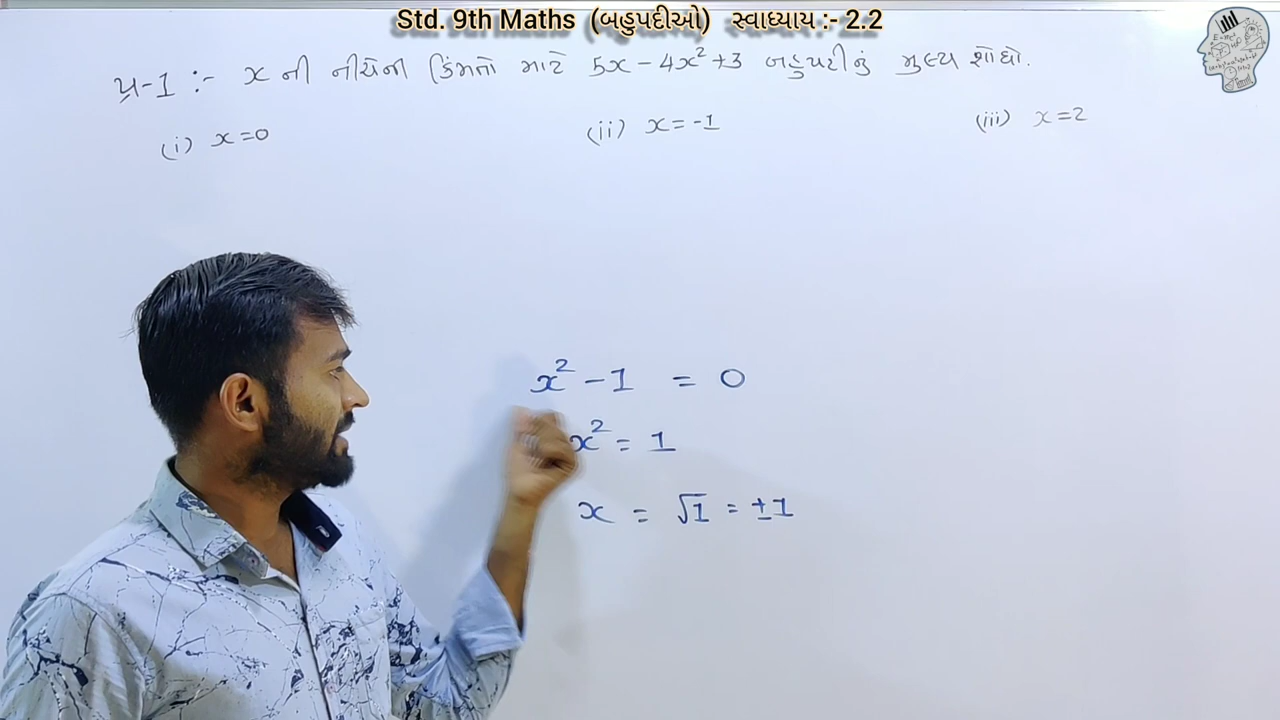 Std. 9th Maths (બહુપદીઓ) સ્વાધ્યાય :- 2.2
પ્ર-1 :- x ની નીચેની કિંમતો માટે 5x - 4x² + 3 બહુપદીનું મુલ્ય શોધો.
(i) x = 0 (ii) x = -1 (iii) x = 2
x² - 1 = 0
x² = 1
x = √1 = ±1